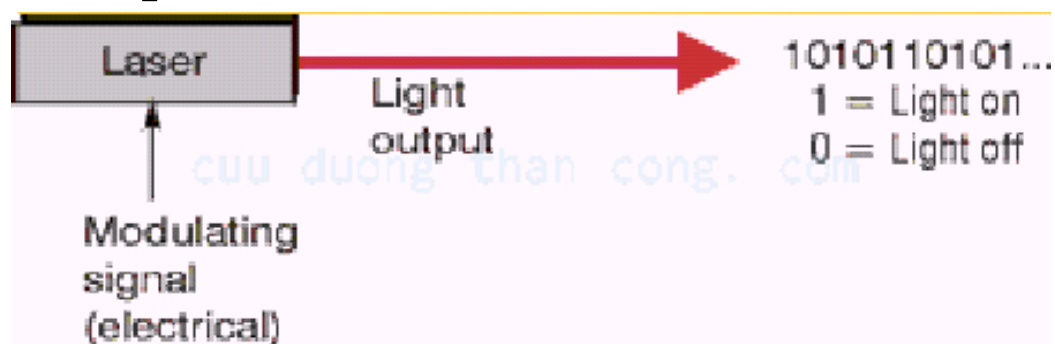 Laser
Light
output
1010110101...
1 = Light on
0 = Light off
cuu duong than cong. com
Modulating
signal
(electrical)